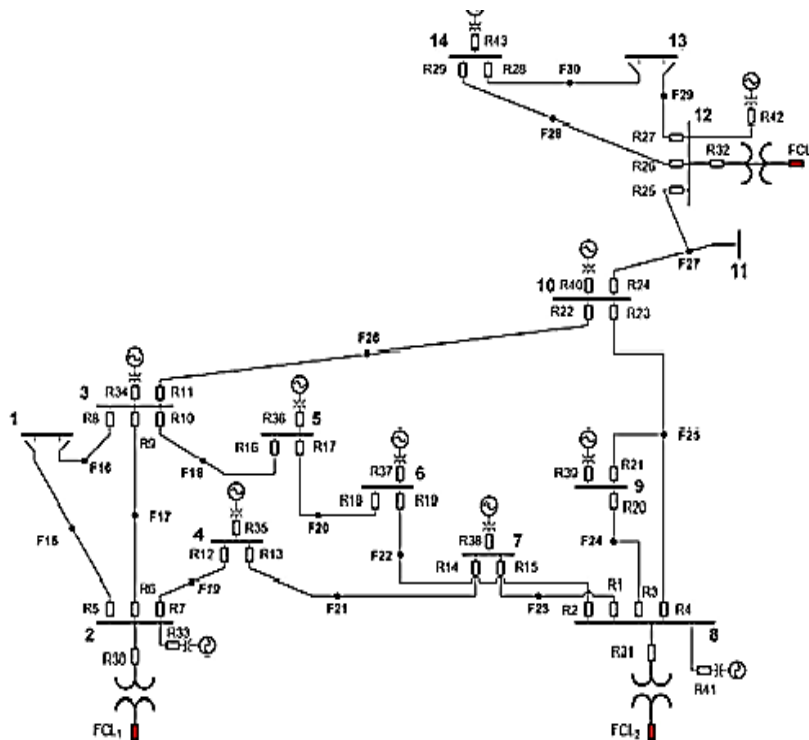 14 R43 13
R29 R28 F30
F29
12
F28 R42
R27
R26 R32 FCL
R25
F27 11
10 R40 R24
R22 R23
F26
3 R34 R11
1 R8 R9 R10
R36 5
R16 R17
F16 F18
F25
R37 6
R18 R19
R39 R21
9
R20
F17 F20
F15 4 R35
R12 R13
F22 R38 7
F24
F19 R14 R15
F21 F23
R5 R6 R7
R2 R1 R3 R4
2 R33 8
R30 R31
R41
FCL1 FCL2